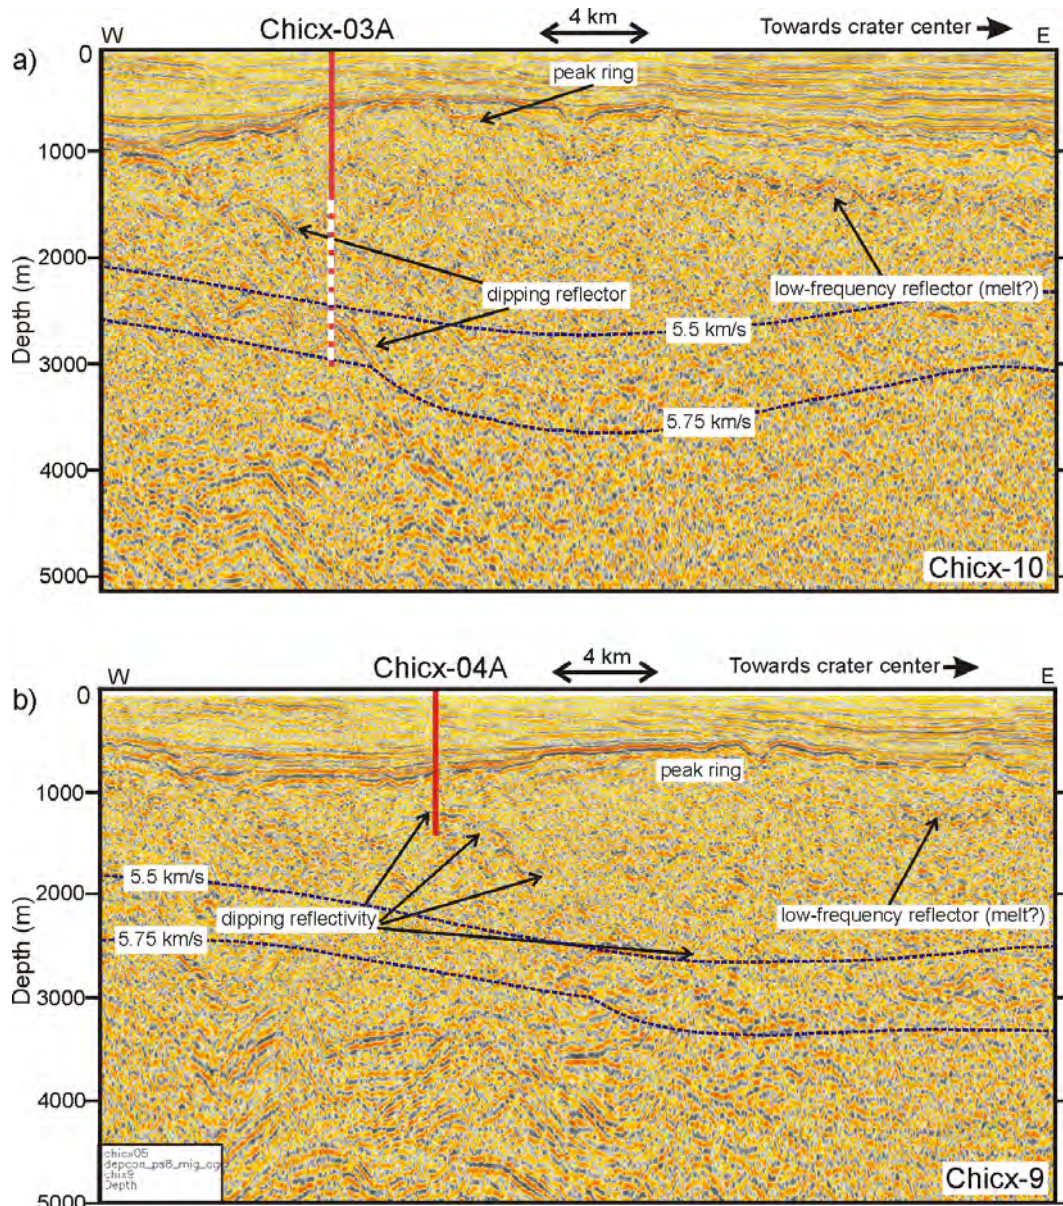 Chicx-03A
4 km
Towards crater center
W
E
a)
0
peak ring
1000
2000
dipping reflector
low-frequency reflector (melt?)
5.5 km/s
Depth (m)
3000
5.75 km/s
4000
5000
Chicx-10
Chicx-04A
4 km
Towards crater center
W
E
b)
0
peak ring
1000
5.5 km/s
2000
dipping reflectivity
low-frequency reflector (melt?)
5.75 km/s
Depth (m)
3000
4000
chicx05
chix9
Depth
Chicx-9
5000